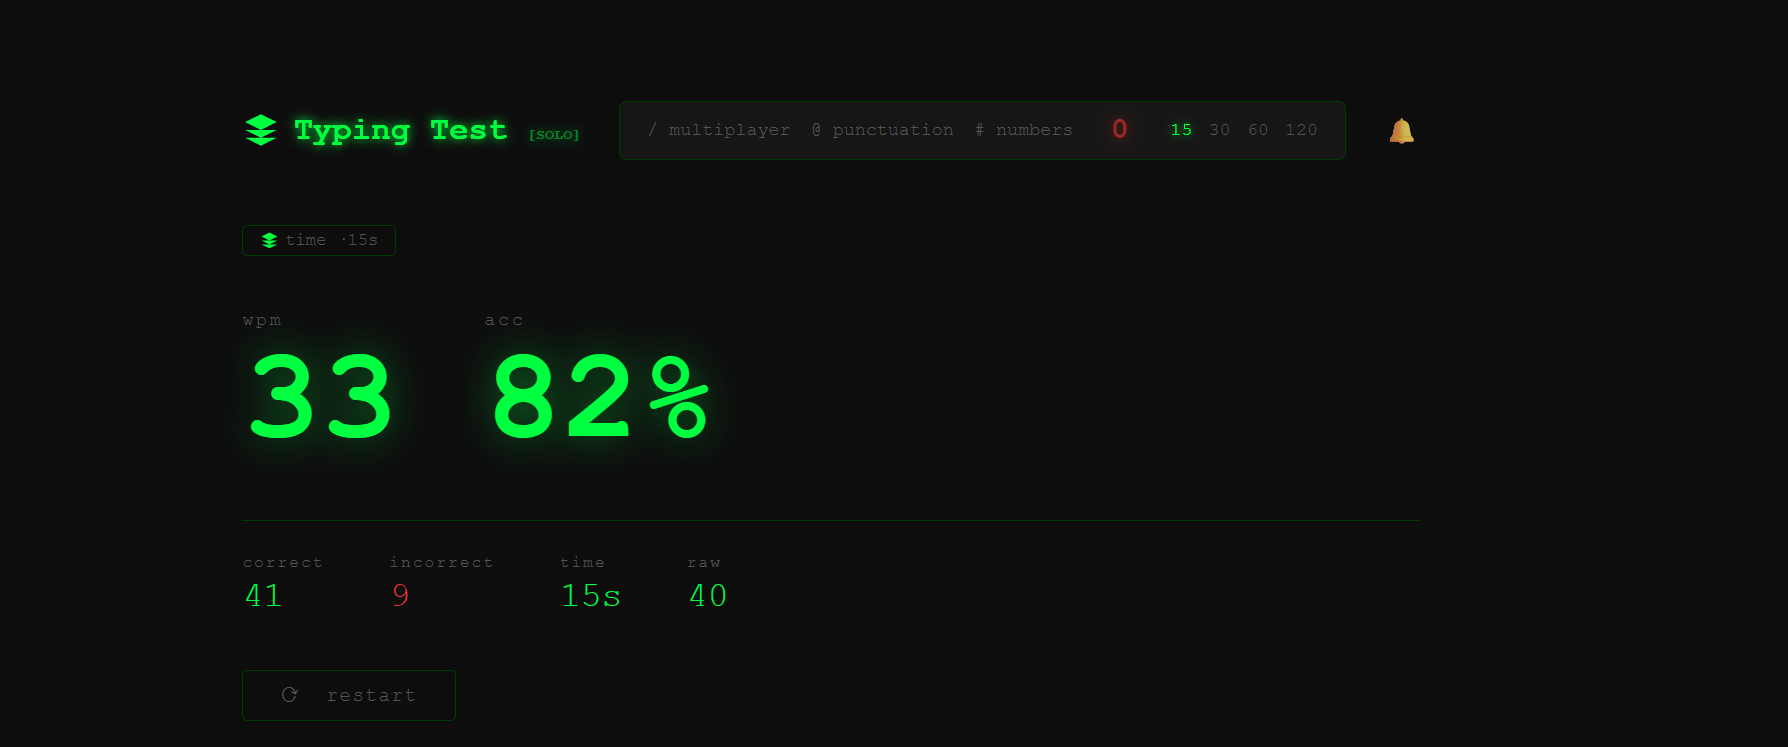 Typing Test [SOLO] / multiplayer @ punctuation # numbers 0 15 30 60 120
time ·15s
wpm acc
33 82%
correct incorrect time raw
41 9 15s 40
restart